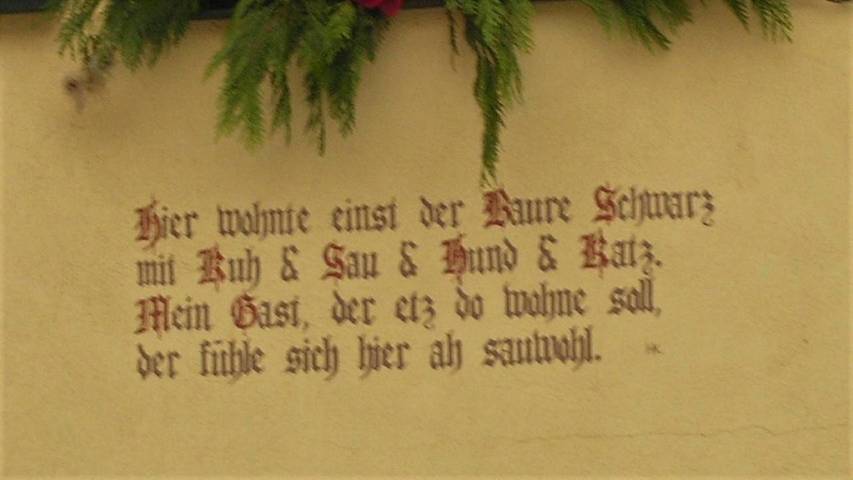 Hier wohnte einst der Baure Schwarz
mit Kuh & Sau & Hund & Katz.
Mein Gast, der etz do wohne soll,
der fühle sich hier ah sauwohl. HK